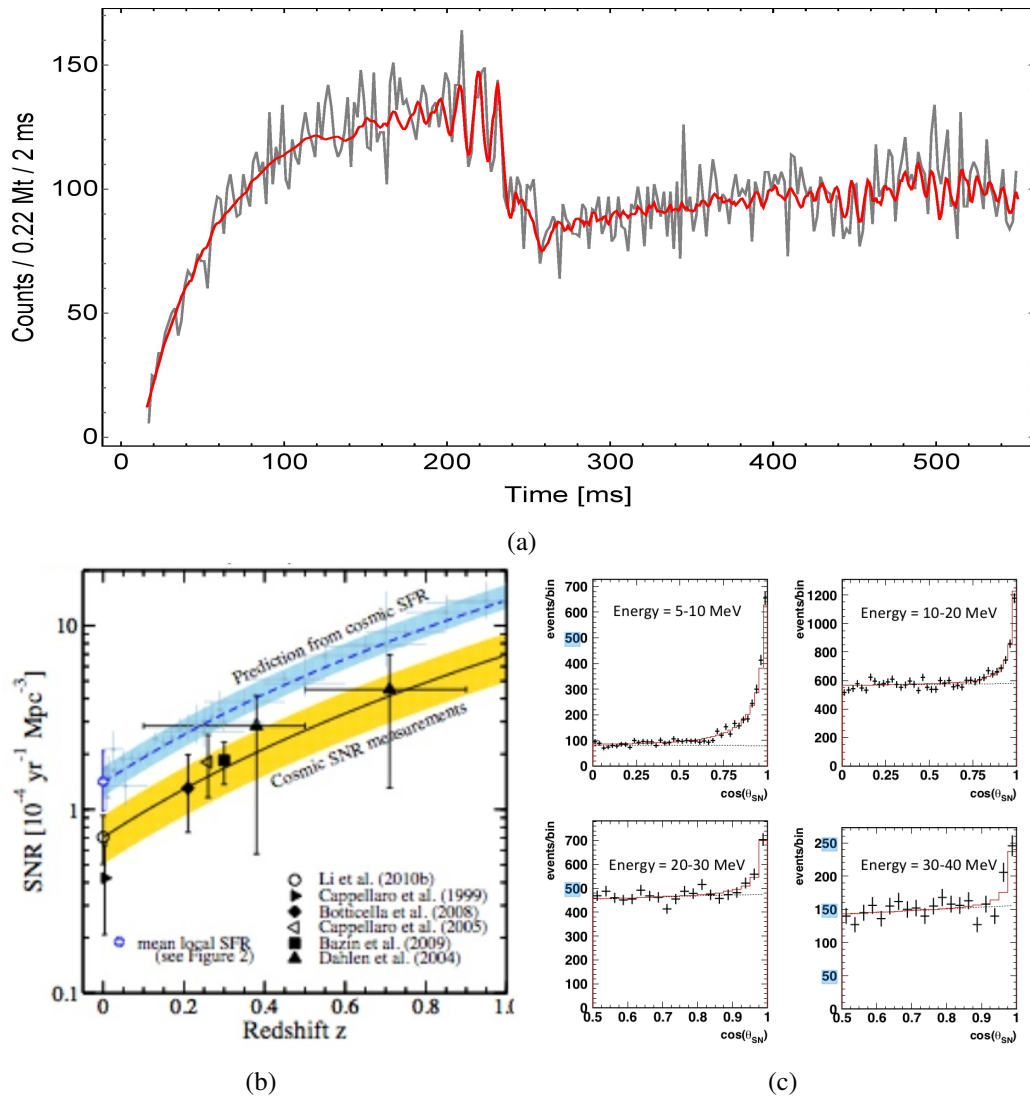 150
100
50
0
Counts / 0.22 Mt / 2 ms
0 100 200 300 400 500
Time [ms]
(a)
10
1
0.1
SNR [10⁻⁴ yr⁻¹ Mpc⁻³]
Prediction from cosmic SFR
Cosmic SNR measurements
Li et al. (2010b)
Cappellaro et al. (1999)
Botticella et al. (2008)
Cappellaro et al. (2005)
Bazin et al. (2009)
Dahlen et al. (2004)
mean local SFR
(see Figure 2)
0 0.2 0.4 0.6 0.8 1.0
Redshift z
(b)
events/bin
700
600
500
400
300
200
100
0
Energy = 5-10 MeV
0 0.25 0.5 0.75 1
cos(θSN)
events/bin
1200
1000
800
600
400
200
0
Energy = 10-20 MeV
0 0.25 0.5 0.75 1
cos(θSN)
events/bin
700
600
500
400
300
200
100
0
Energy = 20-30 MeV
0.5 0.6 0.7 0.8 0.9 1
cos(θSN)
events/bin
250
200
150
100
50
0
Energy = 30-40 MeV
0.5 0.6 0.7 0.8 0.9 1
cos(θSN)
(c)